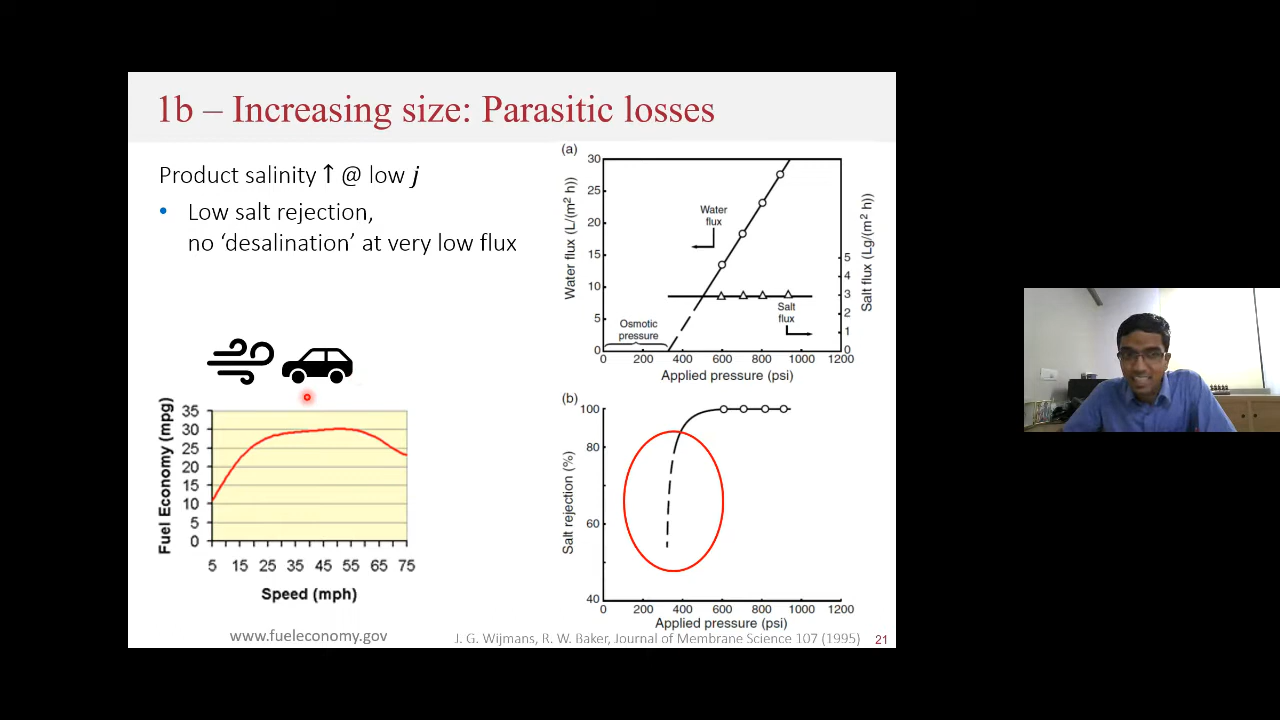 1b – Increasing size: Parasitic losses
Product salinity ↑ @ low j
• Low salt rejection,
no ‘desalination’ at very low flux
Fuel Economy (mpg)
35
30
25
20
15
10
5
0
5 15 25 35 45 55 65 75
Speed (mph)
www.fueleconomy.gov
(a)
Water flux (L/(m² h))
30
25
20
15
10
5
0
Water
flux
Osmotic
pressure
Salt
flux
5
4
3
2
1
0
Salt flux (Lg/(m² h)
0 200 400 600 800 1000 1200
Applied pressure (psi)
(b)
Salt rejection (%)
100
80
60
40
0 200 400 600 800 1000 1200
Applied pressure (psi)
J. G. Wijmans, R. W. Baker, Journal of Membrane Science 107 (1995)
21